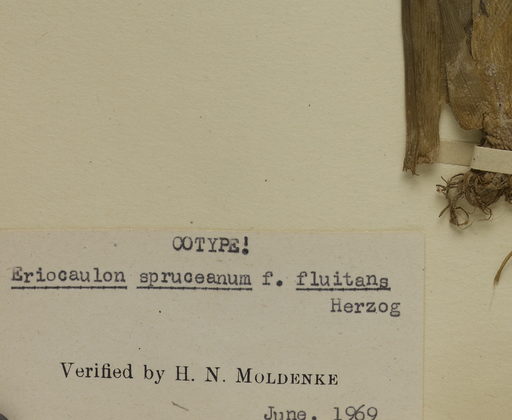 COTYPE!
Eriocaulon spruceanum f. fluitans
Herzog
Verified by H. N. MOLDENKE
June, 1969